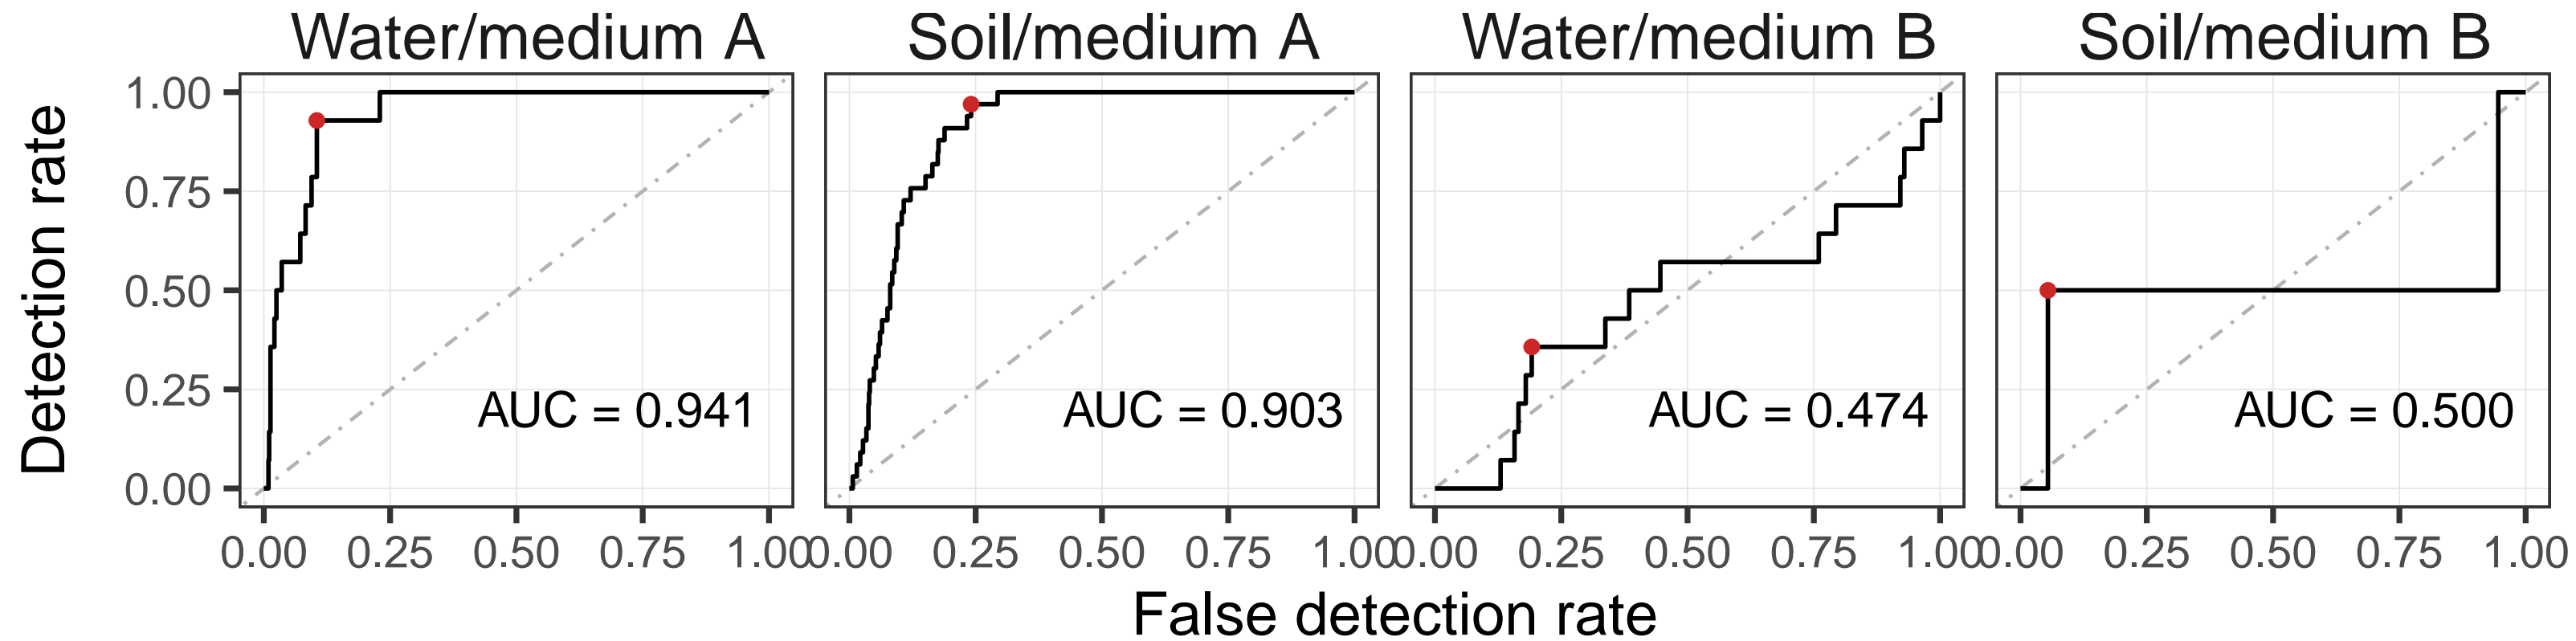 Water/medium A Soil/medium A Water/medium B Soil/medium B
Detection rate
1.00
0.75
0.50
0.25
0.00
AUC = 0.941 AUC = 0.903 AUC = 0.474 AUC = 0.500
0.00 0.25 0.50 0.75 1.00 0.00 0.25 0.50 0.75 1.00 0.00 0.25 0.50 0.75 1.00 0.00 0.25 0.50 0.75 1.00
False detection rate